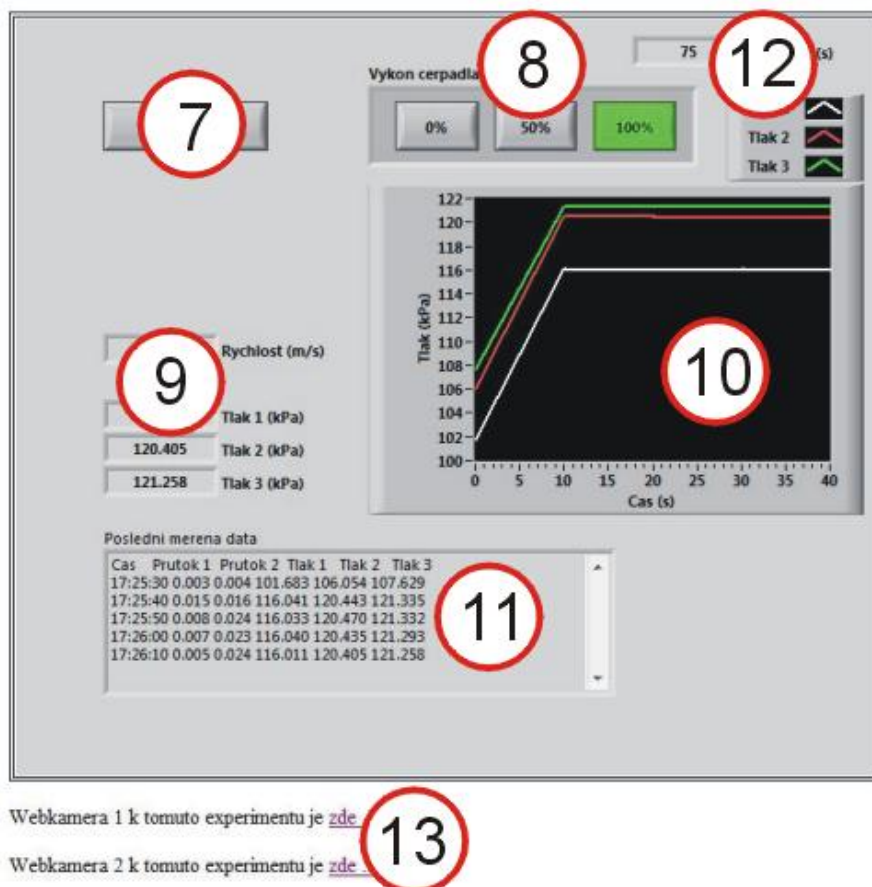 75 (s)
12
8
Vykon cerpadla
7
0% 50% 100%
Tlak 2
Tlak 3
122
120
118
116
114
112
110
108
106
104
102
100
Tlak (kPa)
0 5 10 15 20 25 30 35 40
Cas (s)
10
Rychlost (m/s)
9
Tlak 1 (kPa)
120.405 Tlak 2 (kPa)
121.258 Tlak 3 (kPa)
Posledni merena data
Cas Prutok 1 Prutok 2 Tlak 1 Tlak 2 Tlak 3
17:25:30 0.003 0.004 101.683 106.054 107.629
17:25:40 0.015 0.016 116.041 120.443 121.335
17:25:50 0.008 0.024 116.033 120.470 121.332
17:26:00 0.007 0.023 116.040 120.435 121.293
17:26:10 0.005 0.024 116.011 120.405 121.258
11
Webkamera 1 k tomuto experimentu je zde
13
Webkamera 2 k tomuto experimentu je zde